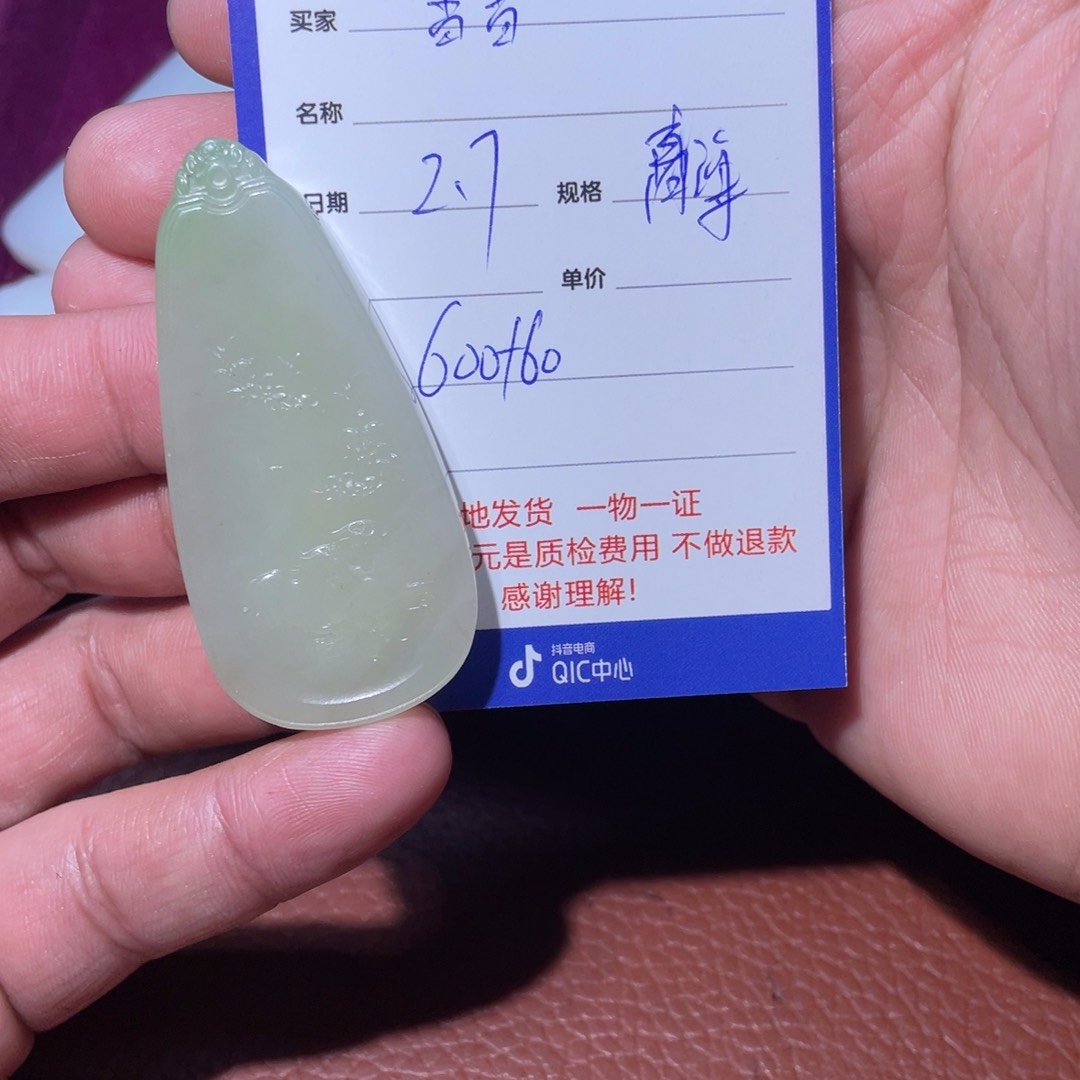 买家
名称
日期 2.7 规格
单价
600+60
地发货 一物一证
元是质检费用 不做退款
感谢理解!
抖音电商
QIC中心